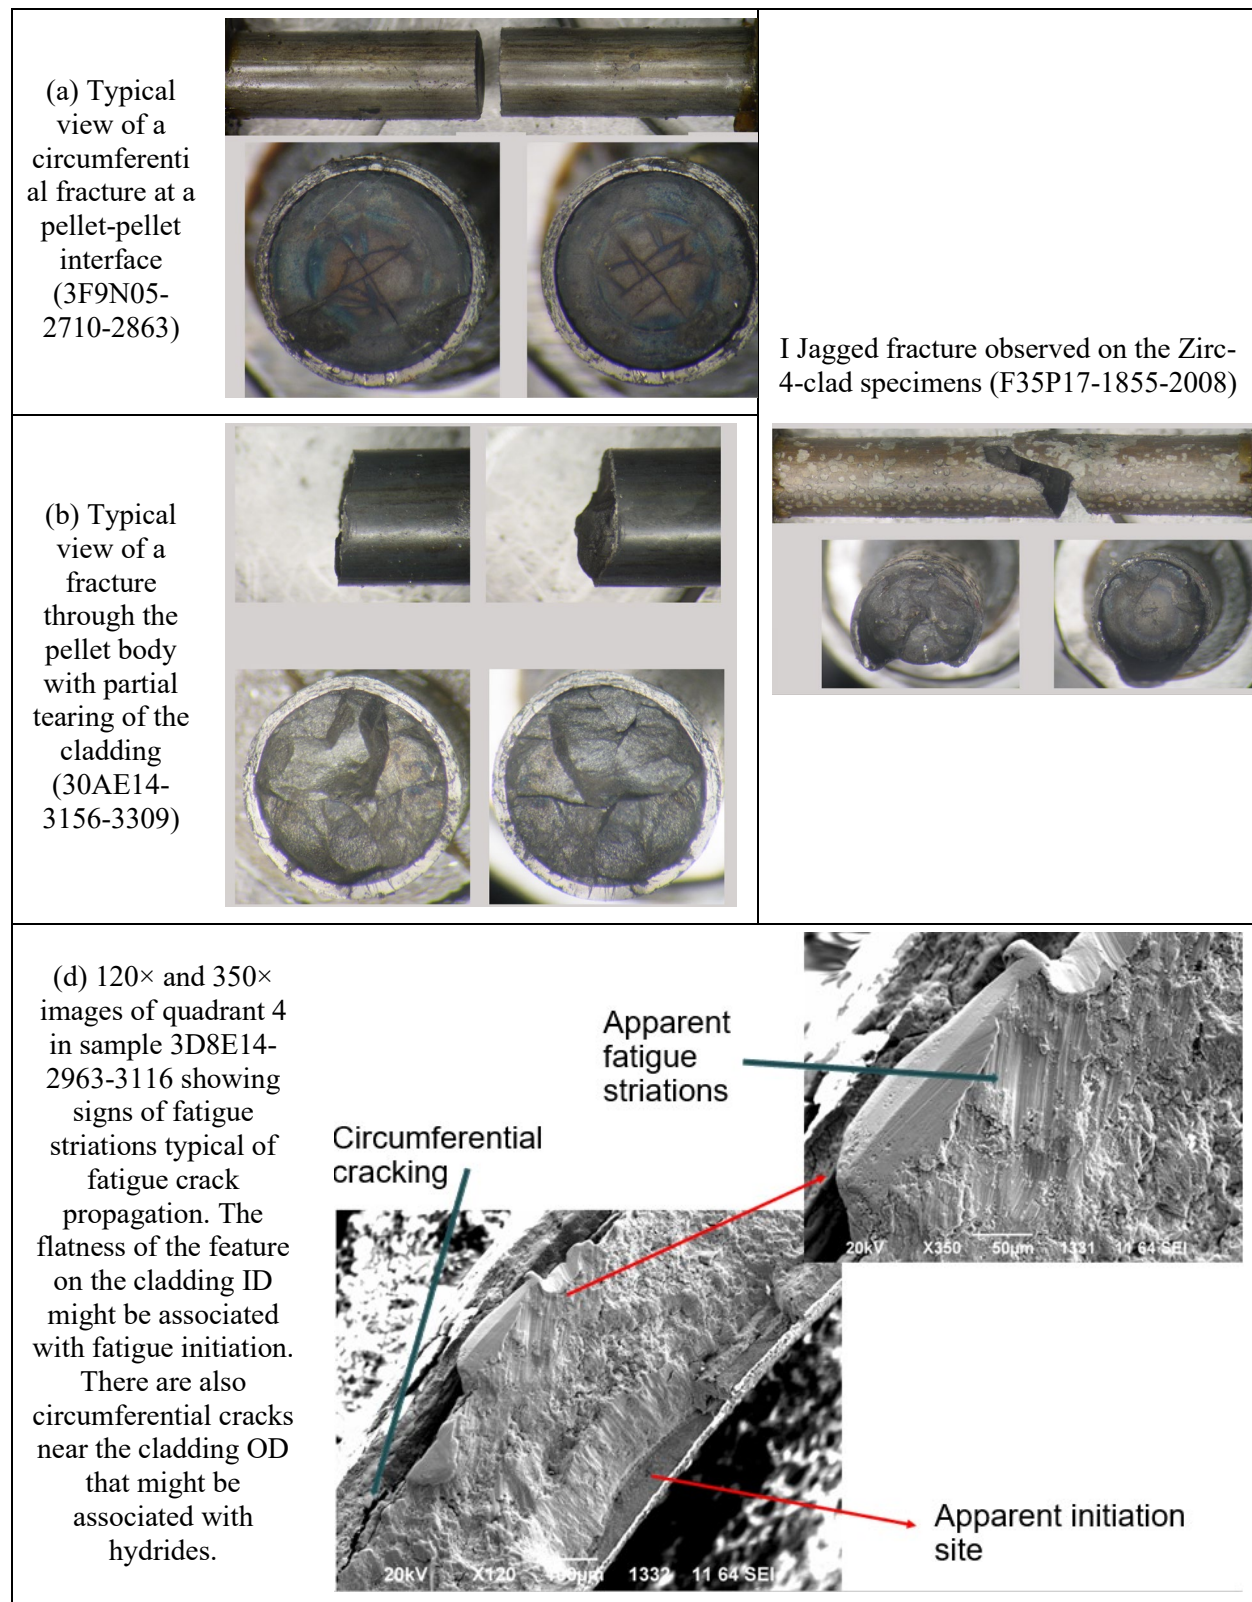 (a) Typical
view of a
circumferenti
al fracture at a
pellet-pellet
interface
(3F9N05-
2710-2863)
I Jagged fracture observed on the Zirc-
4-clad specimens (F35P17-1855-2008)
(b) Typical
view of a
fracture
through the
pellet body
with partial
tearing of the
cladding
(30AE14-
3156-3309)
(d) 120× and 350×
images of quadrant 4
in sample 3D8E14-
2963-3116 showing
signs of fatigue
striations typical of
fatigue crack
propagation. The
flatness of the feature
on the cladding ID
might be associated
with fatigue initiation.
There are also
circumferential cracks
near the cladding OD
that might be
associated with
hydrides.
Apparent
fatigue
striations
Circumferential
cracking
20kV X350 50µm 1331 11 64 SEI
20kV X120 100µm 1332 11 64 SEI
Apparent initiation
site